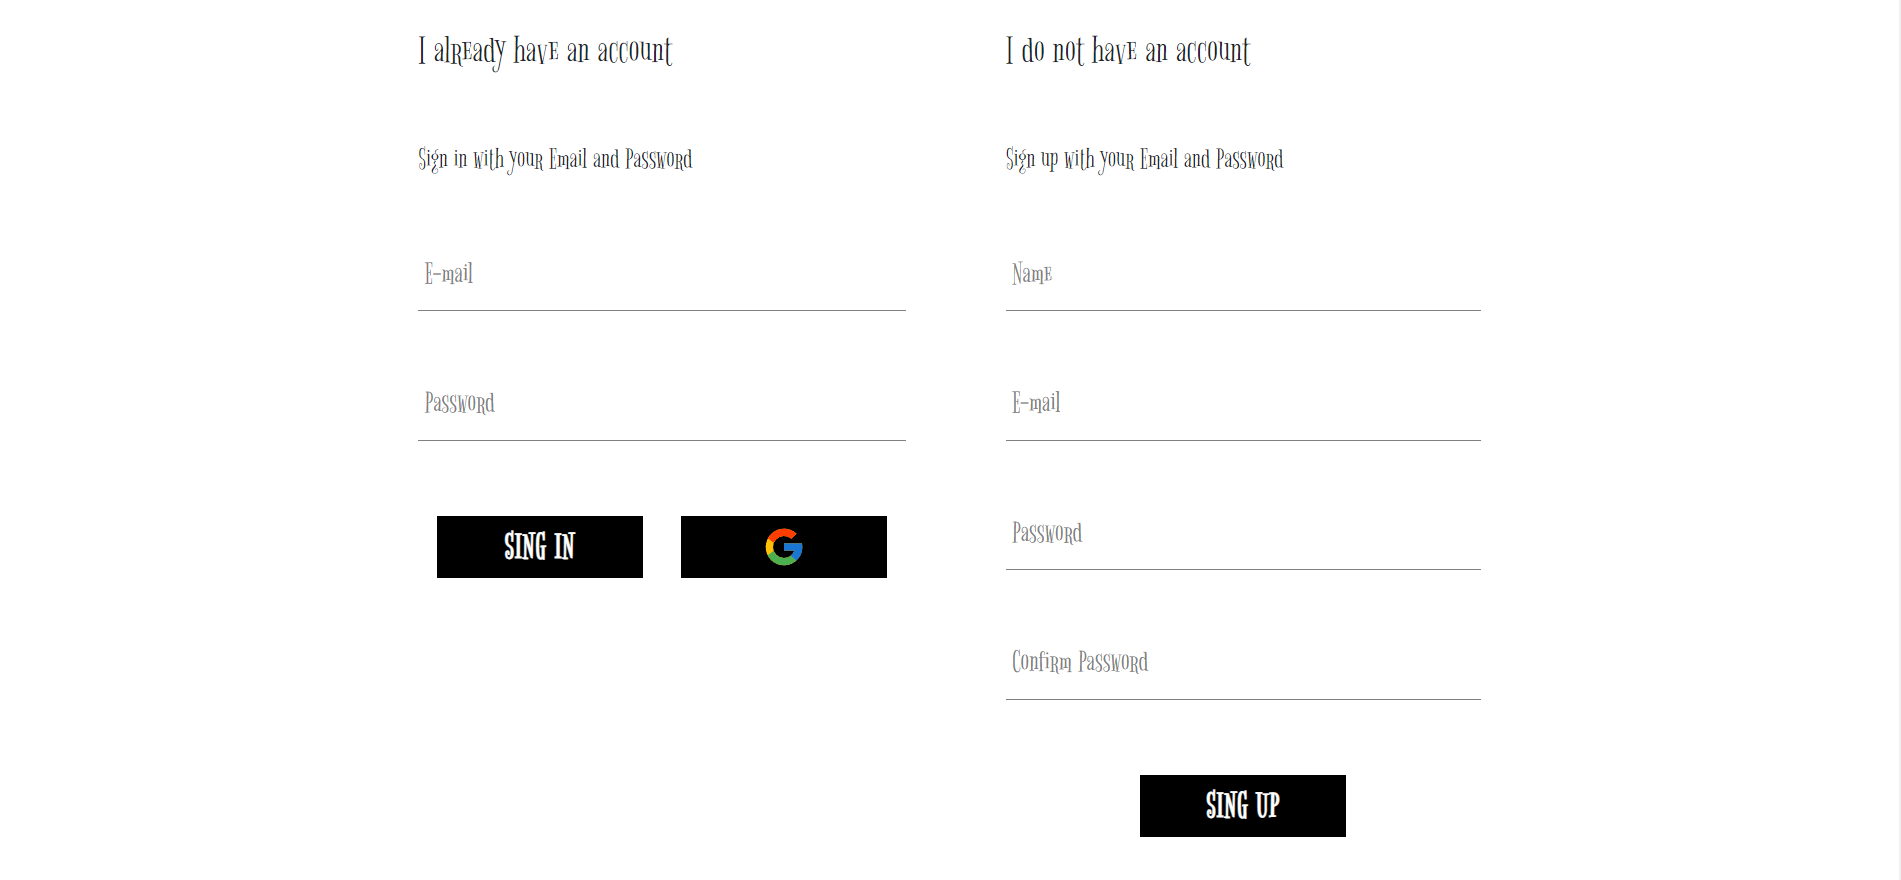 I already have an account
Sign in with your Email and Password
E-mail
Password
SING IN
I do not have an account
Sign up with your Email and Password
Name
E-mail
Password
Confirm Password
SING UP